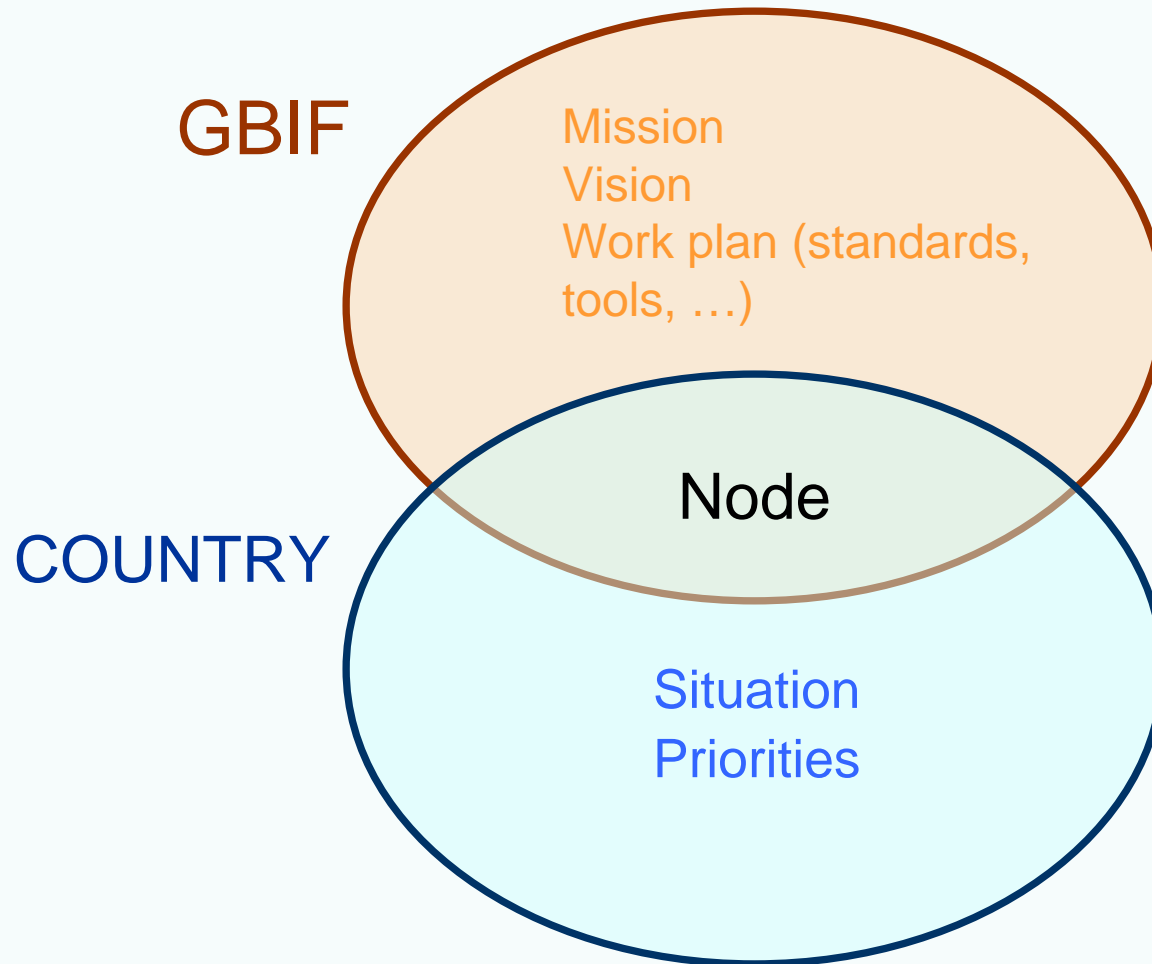 GBIF
Mission
Vision
Work plan (standards,
tools, …)
Node
COUNTRY
Situation
Priorities